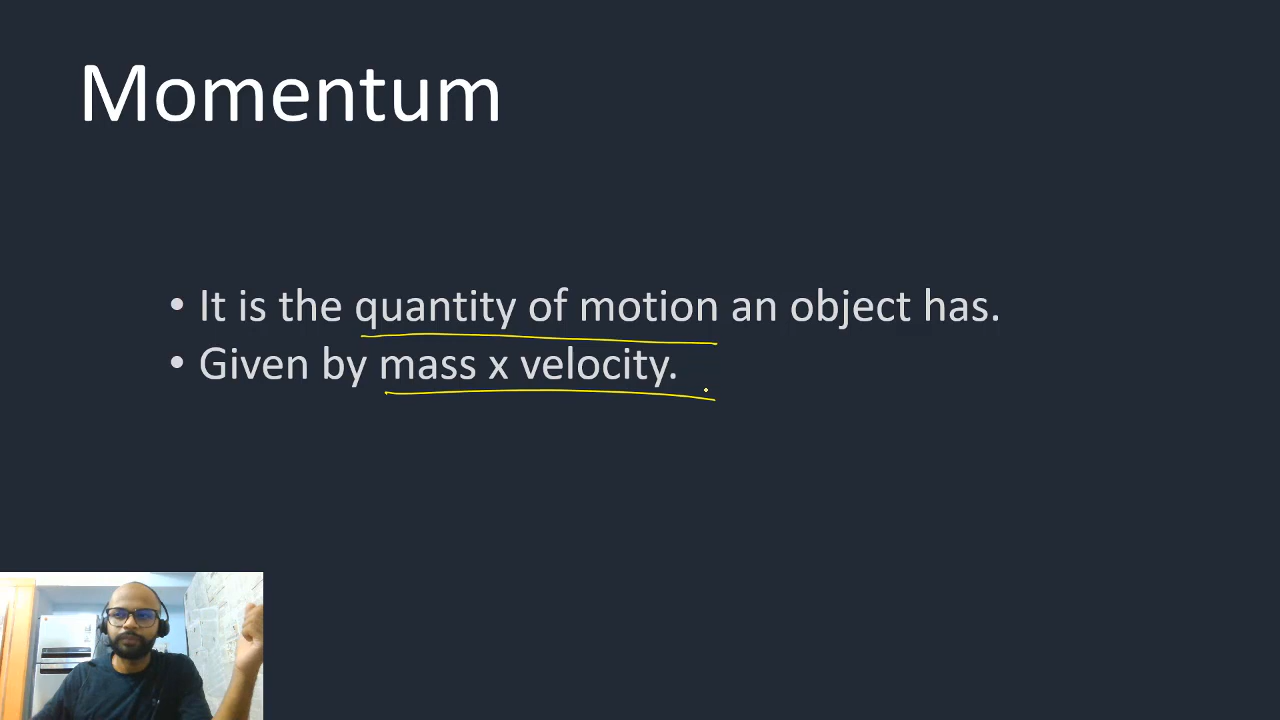 Momentum
• It is the quantity of motion an object has.
• Given by mass x velocity.